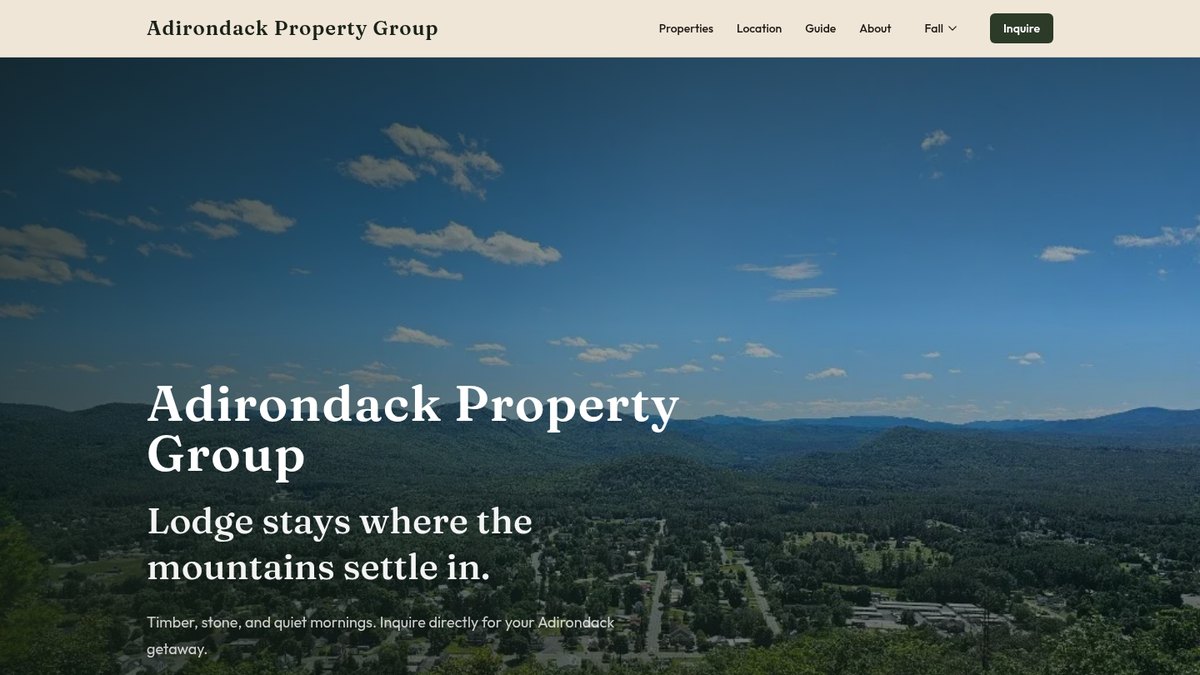 Adirondack Property Group
Properties
Location
Guide
About
Fall
Inquire
Adirondack Property
Group
Lodge stays where the
mountains settle in.
Timber, stone, and quiet mornings. Inquire directly for your Adirondack
getaway.